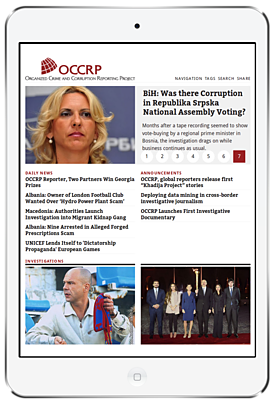 OCCRP
ORGANIZED CRIME AND CORRUPTION REPORTING PROJECT
NAVIGATION TAGS SEARCH SHARE
BiH: Was there Corruption
in Republika Srpska
National Assembly Voting?
Months after a tape recording seemed to show
vote-buying by a regional prime minister in
Bosnia, the investigation drags on while
business continues as usual.
1 2 3 4 5 6 7
DAILY NEWS
OCCRP Reporter, Two Partners Win Georgia
Prizes
Albania: Owner of London Football Club
Wanted Over 'Hydro Power Plant Scam'
Macedonia: Authorities Launch
Investigation into Migrant Kidnap Gang
Albania: Nine Arrested in Alleged Forged
Prescriptions Scam
UNICEF Lends Itself to 'Dictatorship
Propaganda' European Games
ANNOUNCEMENTS
OCCRP, global reporters release first
"Khadija Project" stories
Deploying data mining in cross-border
investigative journalism
OCCRP Launches First Investigative
Documentary
INVESTIGATIONS